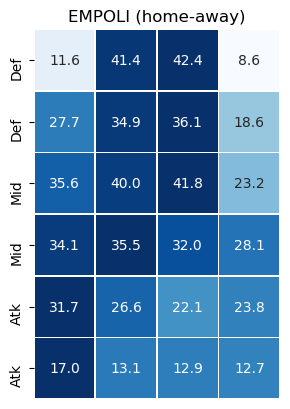 EMPOLI (home-away)
Def 11.6 41.4 42.4 8.6
Def 27.7 34.9 36.1 18.6
Mid 35.6 40.0 41.8 23.2
Mid 34.1 35.5 32.0 28.1
Atk 31.7 26.6 22.1 23.8
Atk 17.0 13.1 12.9 12.7